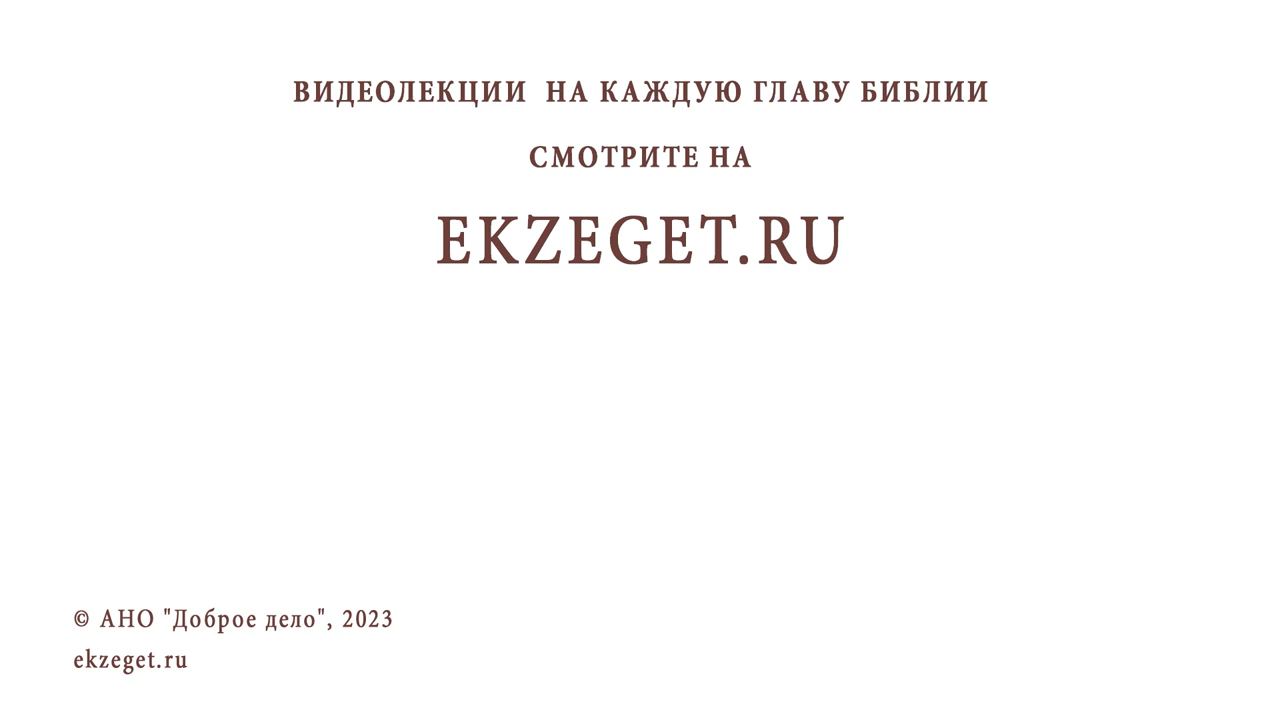 ВИДЕОЛЕКЦИИ НА КАЖДУЮ ГЛАВУ БИБЛИИ
СМОТРИТЕ НА
EKZEGET.RU
© АНО "Доброе дело", 2023
ekzeget.ru